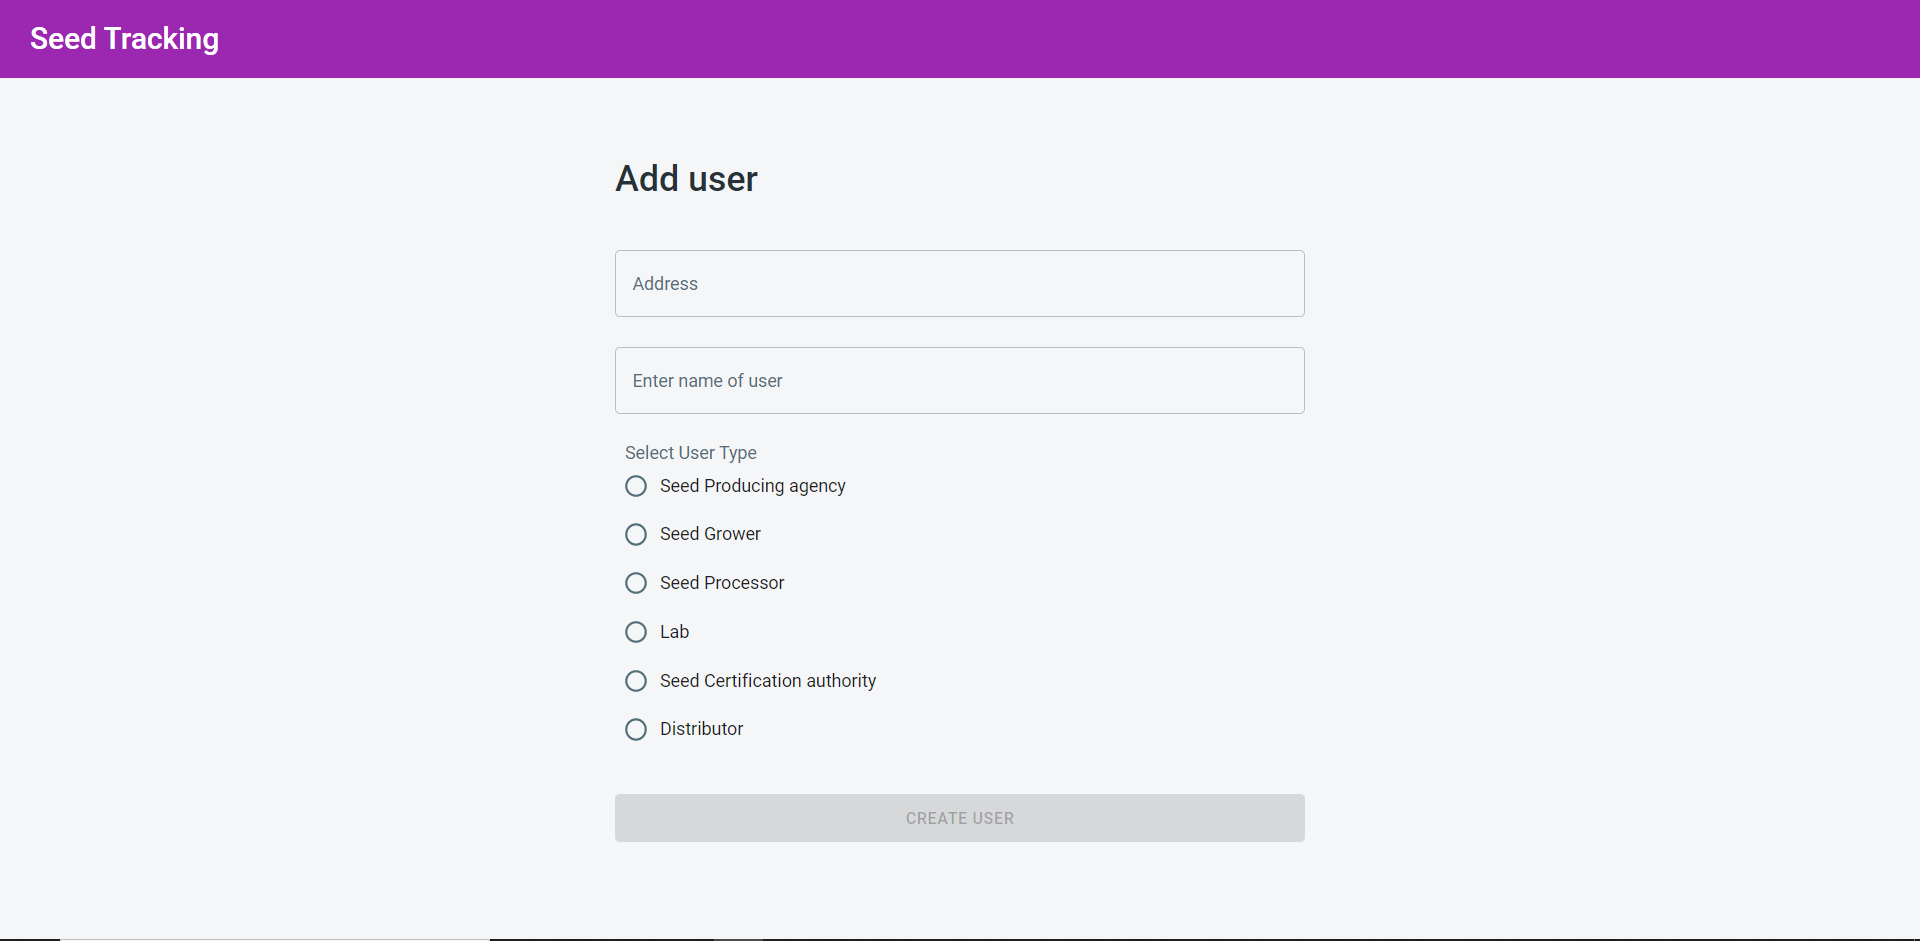 Seed Tracking
Add user
Address
Enter name of user
Select User Type
Seed Producing agency
Seed Grower
Seed Processor
Lab
Seed Certification authority
Distributor
CREATE USER